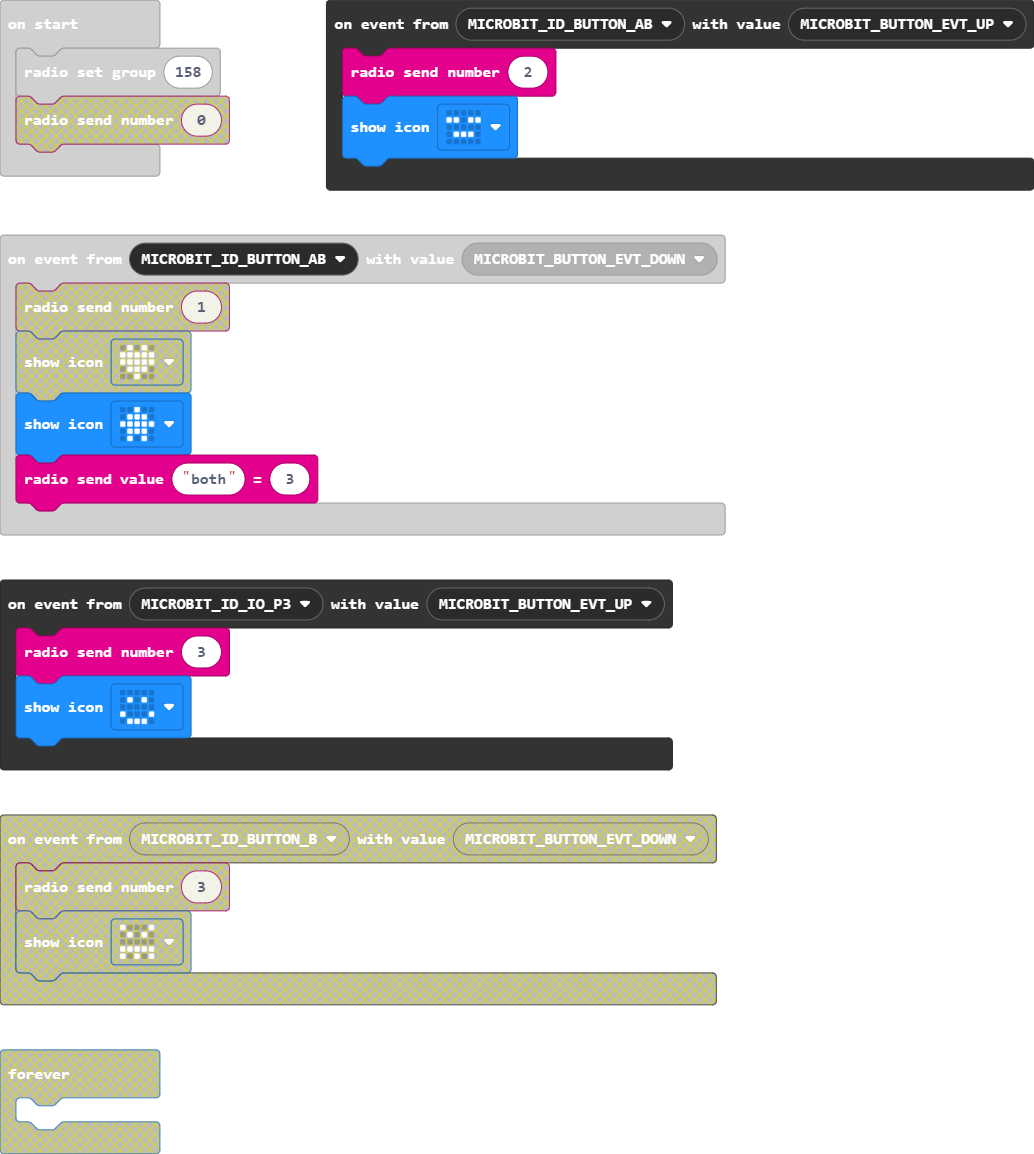 on start
radio set group 158
radio send number 0
on event from MICROBIT_ID_BUTTON_AB with value MICROBIT_BUTTON_EVT_UP
radio send number 2
show icon
on event from MICROBIT_ID_BUTTON_AB with value MICROBIT_BUTTON_EVT_DOWN
radio send number 1
show icon
show icon
radio send value "both" = 3
on event from MICROBIT_ID_IO_P3 with value MICROBIT_BUTTON_EVT_UP
radio send number 3
show icon
on event from MICROBIT_ID_BUTTON_B with value MICROBIT_BUTTON_EVT_DOWN
radio send number 3
show icon
forever